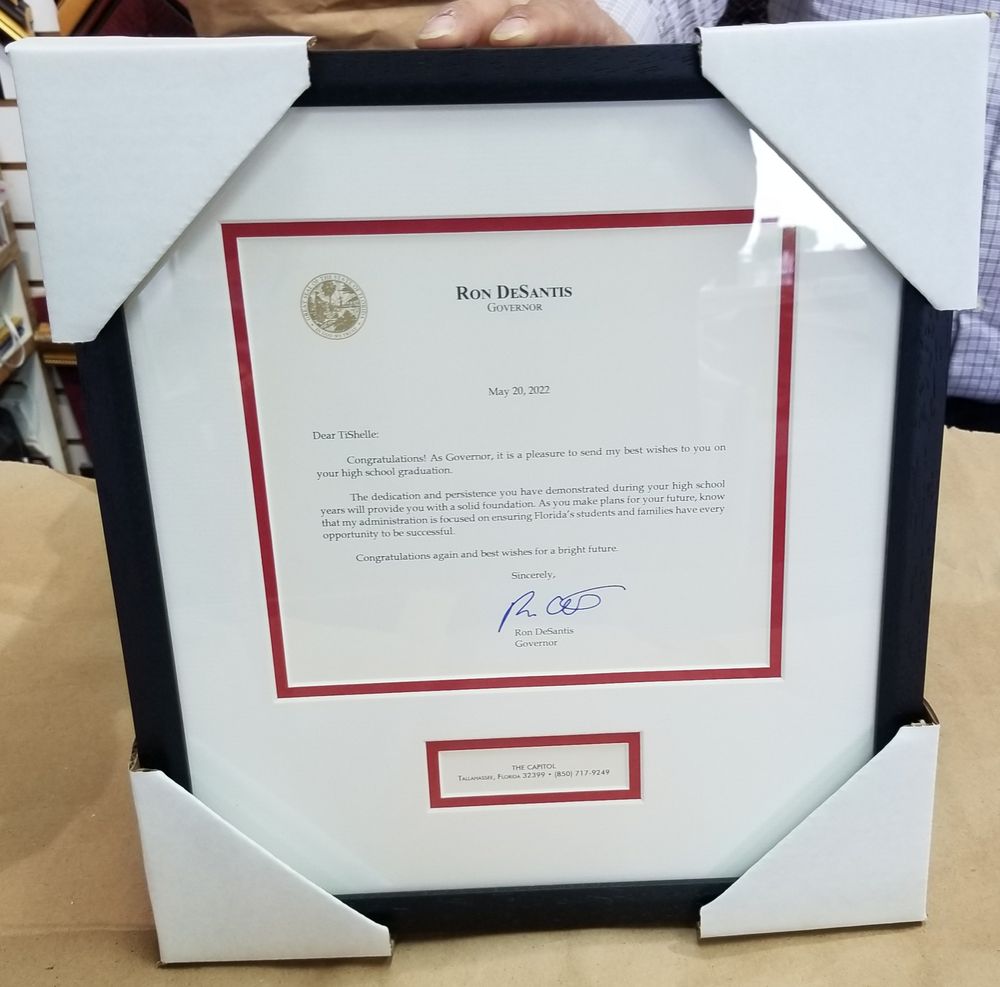 Ron DeSantis
Governor
May 20, 2022
Dear TiShelle:
Congratulations! As Governor, it is a pleasure to send my best wishes to you on
your high school graduation.
The dedication and persistence you have demonstrated during your high school
years will provide you with a solid foundation. As you make plans for your future, know
that my administration is focused on ensuring Florida's students and families have every
opportunity to be successful.
Congratulations again and best wishes for a bright future.
Sincerely,
Ron DeSantis
Governor
THE CAPITOL
Tallahassee, Florida 32399 • (850) 717-9249